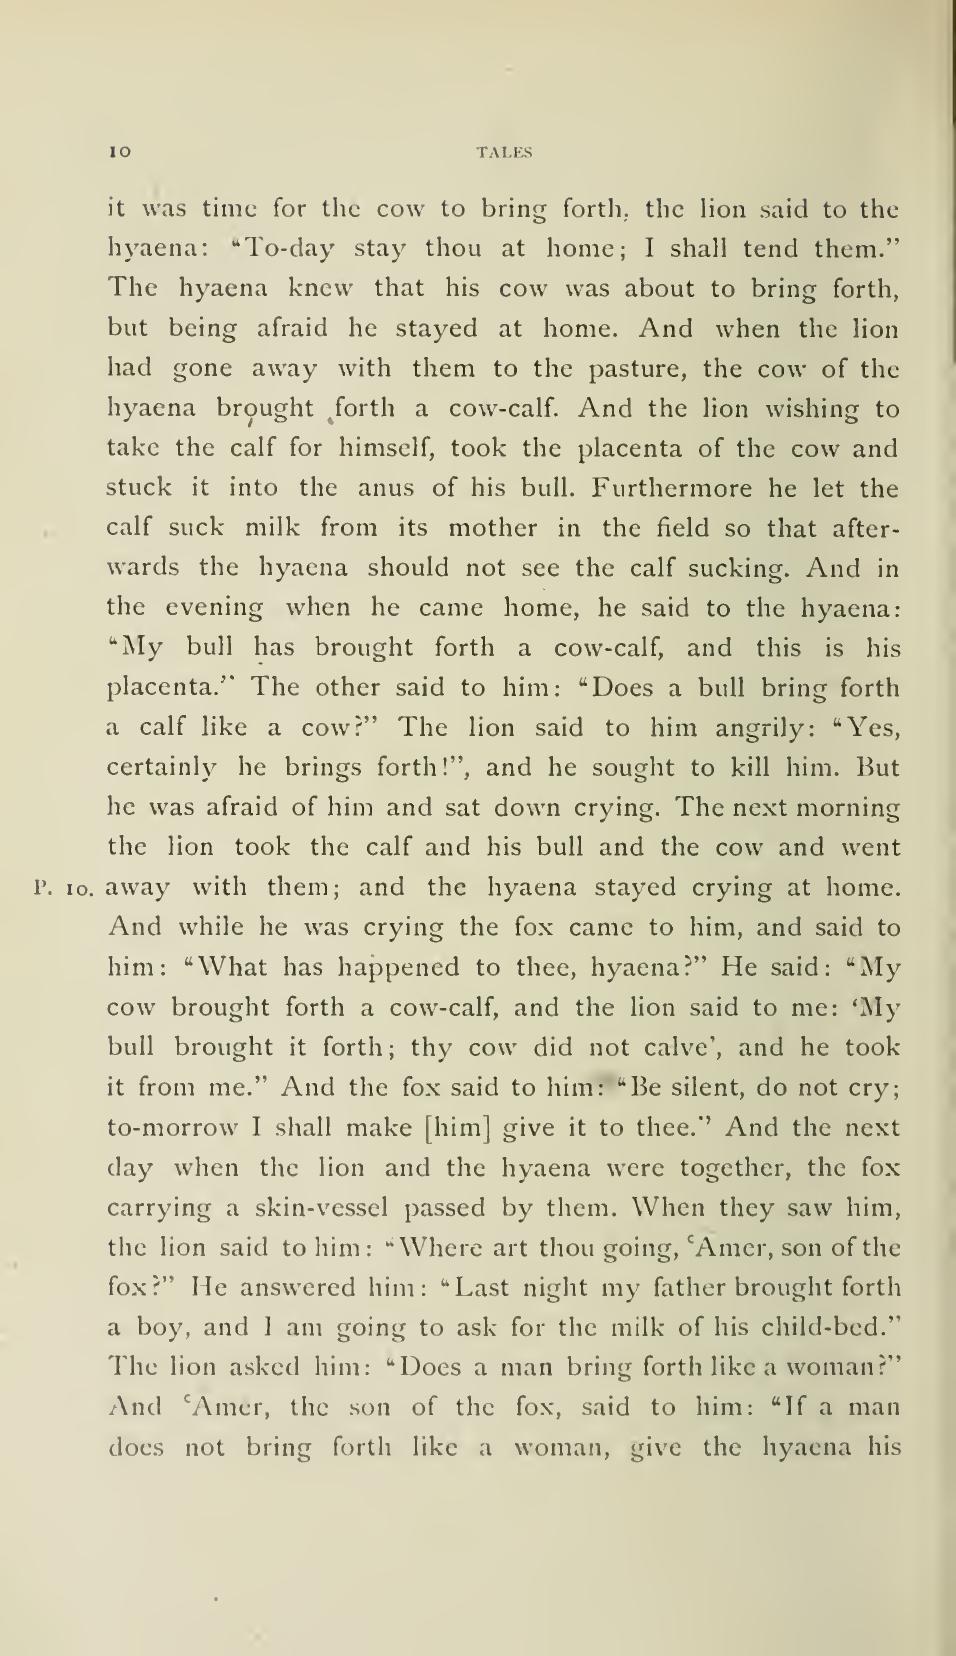 10 TALES
it was time for the cow to bring forth, the lion said to the
hyaena: “To-day stay thou at home; I shall tend them.”
The hyaena knew that his cow was about to bring forth,
but being afraid he stayed at home. And when the lion
had gone away with them to the pasture, the cow of the
hyaena brought forth a cow-calf. And the lion wishing to
take the calf for himself, took the placenta of the cow and
stuck it into the anus of his bull. Furthermore he let the
calf suck milk from its mother in the field so that after-
wards the hyaena should not see the calf sucking. And in
the evening when he came home, he said to the hyaena:
“My bull has brought forth a cow-calf, and this is his
placenta.” The other said to him: “Does a bull bring forth
a calf like a cow?” The lion said to him angrily: “Yes,
certainly he brings forth!”, and he sought to kill him. But
he was afraid of him and sat down crying. The next morning
the lion took the calf and his bull and the cow and went
P. 10. away with them; and the hyaena stayed crying at home.
And while he was crying the fox came to him, and said to
him: “What has happened to thee, hyaena?” He said: “My
cow brought forth a cow-calf, and the lion said to me: ‘My
bull brought it forth; thy cow did not calve’, and he took
it from me.” And the fox said to him: “Be silent, do not cry;
to-morrow I shall make [him] give it to thee.” And the next
day when the lion and the hyaena were together, the fox
carrying a skin-vessel passed by them. When they saw him,
the lion said to him: “Where art thou going, ʿAmer, son of the
fox?” He answered him: “Last night my father brought forth
a boy, and I am going to ask for the milk of his child-bed.”
The lion asked him: “Does a man bring forth like a woman?”
And ʿAmer, the son of the fox, said to him: “If a man
does not bring forth like a woman, give the hyaena his